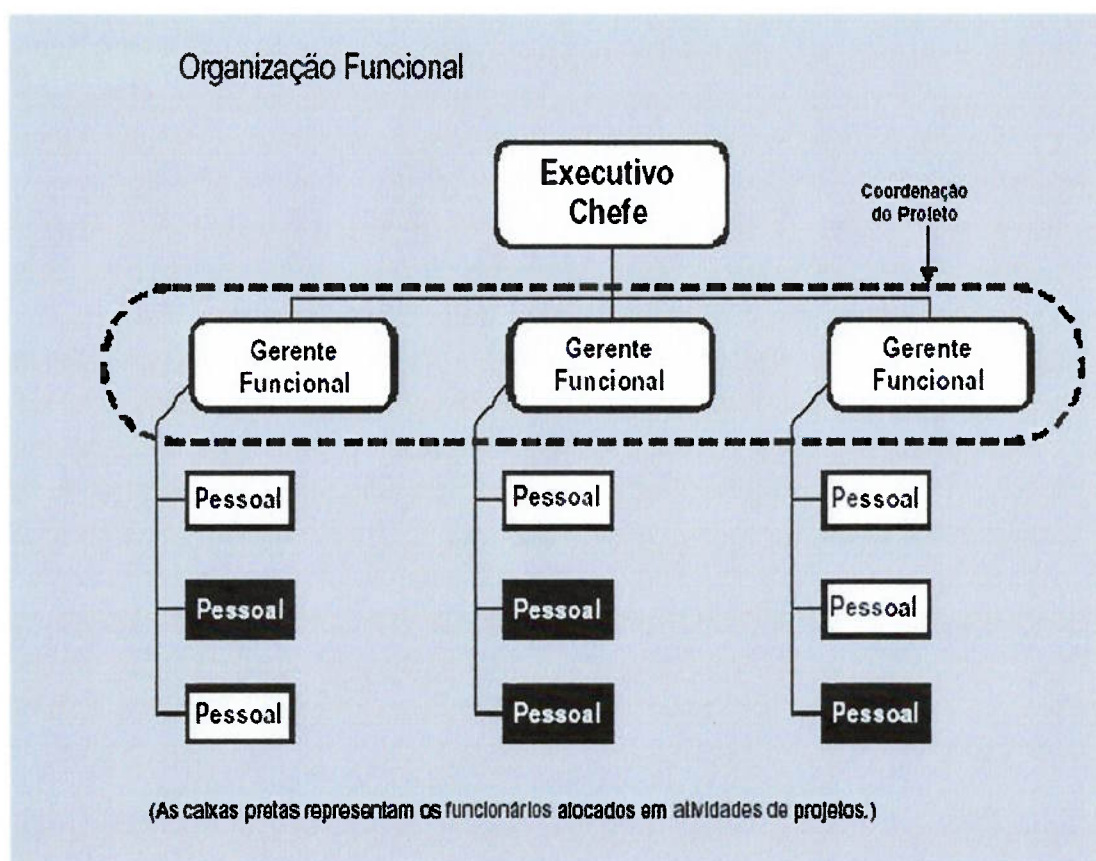 Organização Funcional
Executivo
Chefe
Coordenação
do Projeto
Gerente
Funcional
Gerente
Funcional
Gerente
Funcional
Pessoal
Pessoal
Pessoal
Pessoal
Pessoal
Pessoal
Pessoal
Pessoal
Pessoal
(As caixas pretas representam os funcionários alocados em atividades de projetos.)